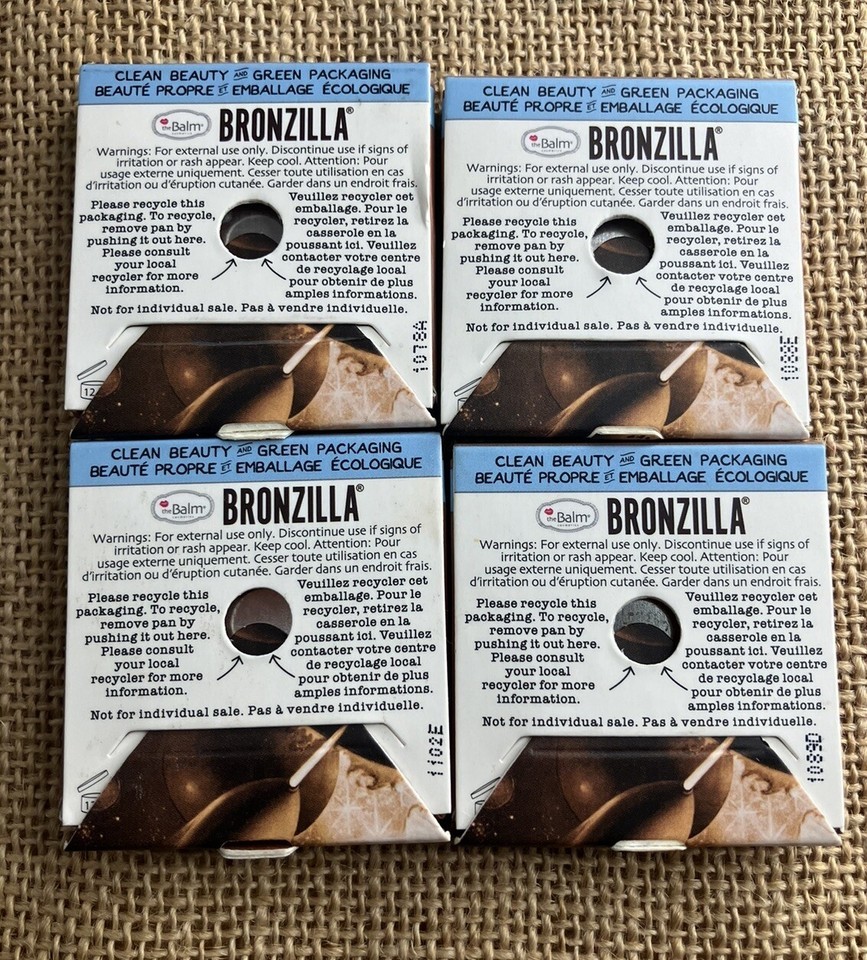 CLEAN BEAUTY AND GREEN PACKAGING
BEAUTÉ PROPRE ET EMBALLAGE ÉCOLOGIQUE
theBalm® cosmetics BRONZILLA®
Warnings: For external use only. Discontinue use if signs of
irritation or rash appear. Keep cool. Attention: Pour
usage externe uniquement. Cesser toute utilisation en cas
d'irritation ou d'éruption cutanée. Garder dans un endroit frais.
Please recycle this
packaging. To recycle,
remove pan by
pushing it out here.
Please consult
your local
recycler for more
information.
Veuillez recycler cet
emballage. Pour le
recycler, retirez la
casserole en la
poussant ici. Veuillez
contacter votre centre
de recyclage local
pour obtenir de plus
amples informations.
Not for individual sale. Pas à vendre individuelle.
1078A
12
CLEAN BEAUTY AND GREEN PACKAGING
BEAUTÉ PROPRE ET EMBALLAGE ÉCOLOGIQUE
theBalm® cosmetics BRONZILLA®
Warnings: For external use only. Discontinue use if signs of
irritation or rash appear. Keep cool. Attention: Pour
usage externe uniquement. Cesser toute utilisation en cas
d'irritation ou d'éruption cutanée. Garder dans un endroit frais.
Please recycle this
packaging. To recycle,
remove pan by
pushing it out here.
Please consult
your local
recycler for more
information.
Veuillez recycler cet
emballage. Pour le
recycler, retirez la
casserole en la
poussant ici. Veuillez
contacter votre centre
de recyclage local
pour obtenir de plus
amples informations.
Not for individual sale. Pas à vendre individuelle.
1088E
CLEAN BEAUTY AND GREEN PACKAGING
BEAUTÉ PROPRE ET EMBALLAGE ÉCOLOGIQUE
theBalm® cosmetics BRONZILLA®
Warnings: For external use only. Discontinue use if signs of
irritation or rash appear. Keep cool. Attention: Pour
usage externe uniquement. Cesser toute utilisation en cas
d'irritation ou d'éruption cutanée. Garder dans un endroit frais.
Please recycle this
packaging. To recycle,
remove pan by
pushing it out here.
Please consult
your local
recycler for more
information.
Veuillez recycler cet
emballage. Pour le
recycler, retirez la
casserole en la
poussant ici. Veuillez
contacter votre centre
de recyclage local
pour obtenir de plus
amples informations.
Not for individual sale. Pas à vendre individuelle.
1102E
CLEAN BEAUTY AND GREEN PACKAGING
BEAUTÉ PROPRE ET EMBALLAGE ÉCOLOGIQUE
theBalm® cosmetics BRONZILLA®
Warnings: For external use only. Discontinue use if signs of
irritation or rash appear. Keep cool. Attention: Pour
usage externe uniquement. Cesser toute utilisation en cas
d'irritation ou d'éruption cutanée. Garder dans un endroit frais.
Please recycle this
packaging. To recycle,
remove pan by
pushing it out here.
Please consult
your local
recycler for more
information.
Veuillez recycler cet
emballage. Pour le
recycler, retirez la
casserole en la
poussant ici. Veuillez
contacter votre centre
de recyclage local
pour obtenir de plus
amples informations.
Not for individual sale. Pas à vendre individuelle.
1089D